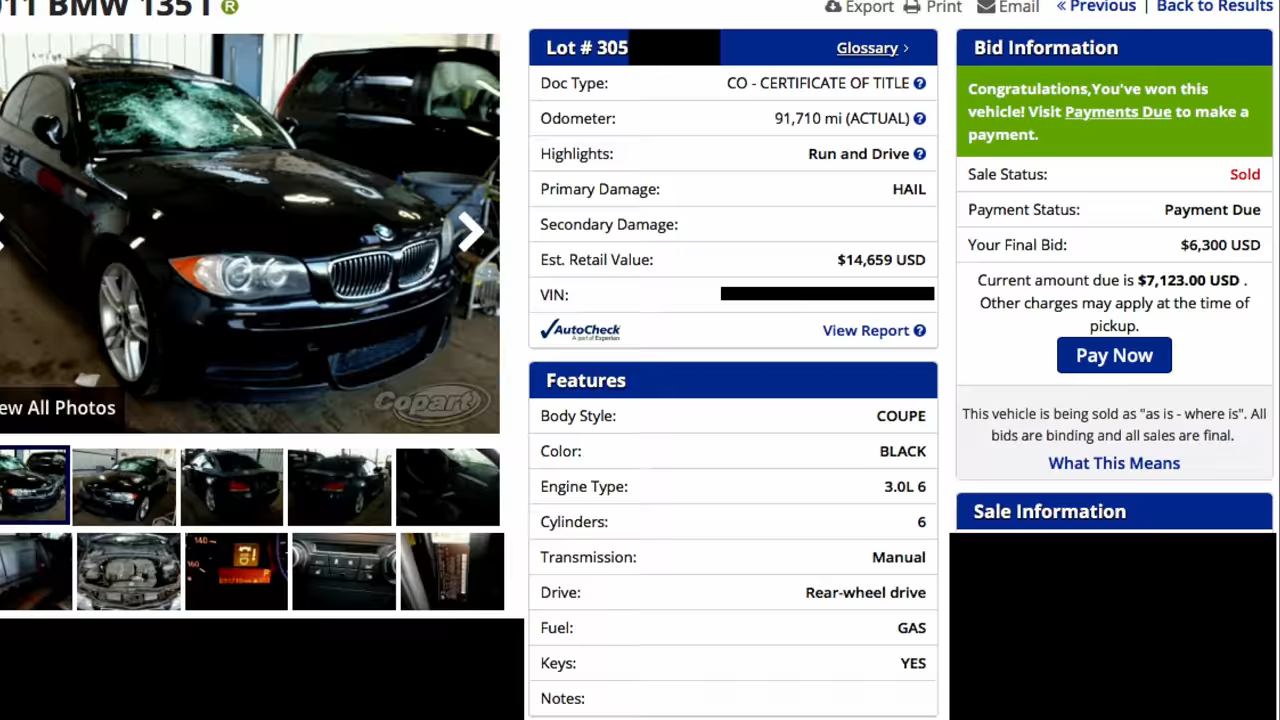 011 BMW 135 I R
Export Print Email « Previous | Back to Results
ew All Photos
Copart
140
160
Lot # 305
Glossary ›
Doc Type: CO - CERTIFICATE OF TITLE ?
Odometer: 91,710 mi (ACTUAL) ?
Highlights: Run and Drive ?
Primary Damage: HAIL
Secondary Damage:
Est. Retail Value: $14,659 USD
VIN:
AutoCheck
A part of Experian
View Report ?
Features
Body Style: COUPE
Color: BLACK
Engine Type: 3.0L 6
Cylinders: 6
Transmission: Manual
Drive: Rear-wheel drive
Fuel: GAS
Keys: YES
Notes:
Bid Information
Congratulations,You've won this
vehicle! Visit Payments Due to make a
payment.
Sale Status: Sold
Payment Status: Payment Due
Your Final Bid: $6,300 USD
Current amount due is $7,123.00 USD .
Other charges may apply at the time of
pickup.
Pay Now
This vehicle is being sold as "as is - where is". All
bids are binding and all sales are final.
What This Means
Sale Information